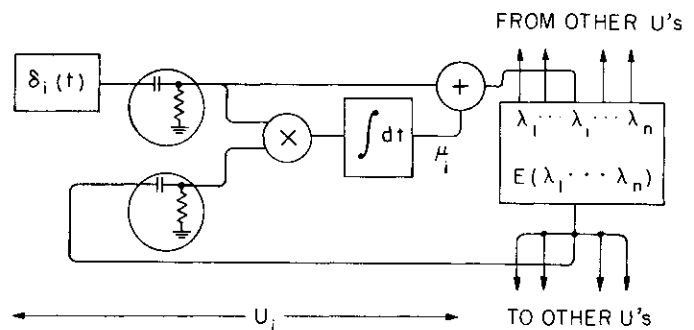 FROM OTHER U's
δᵢ(t)
+
×
∫dt
μᵢ
λ₁ ··· λᵢ ··· λₙ
E(λ₁ ··· λₙ)
Uᵢ
TO OTHER U's